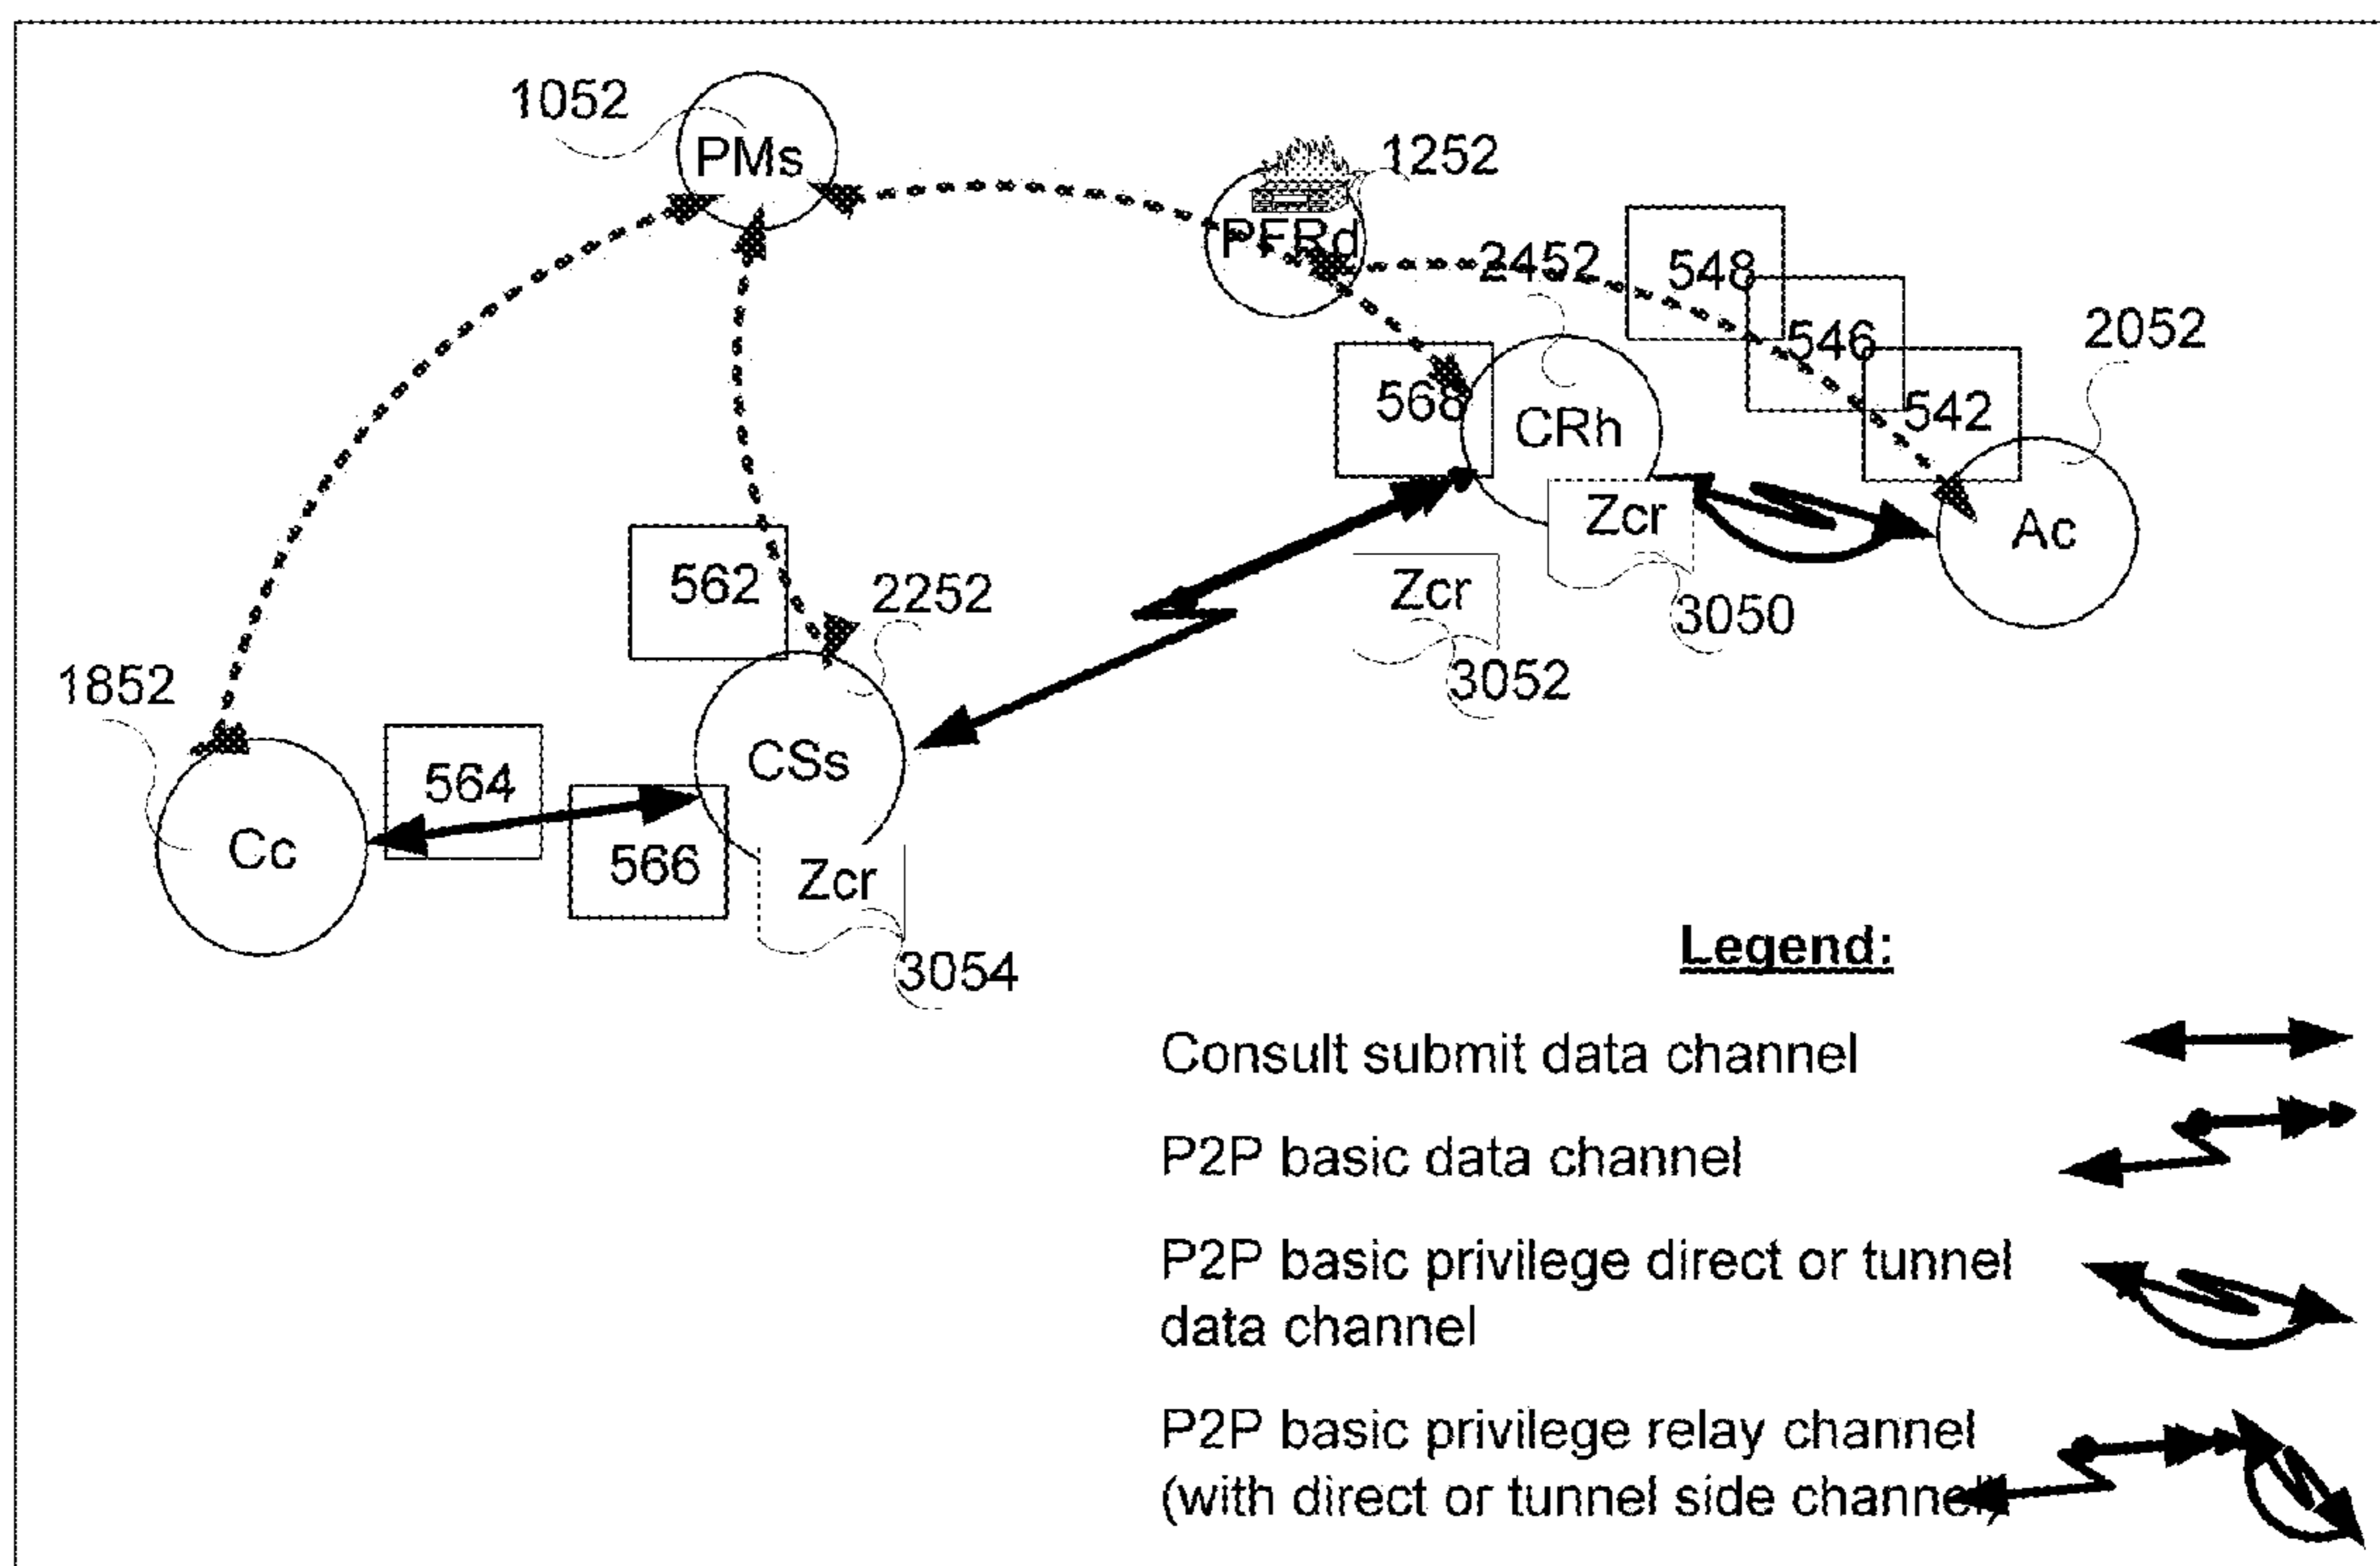 1052
PMs
1252
PFRd
2452
548
546
542
2052
568
CRh
Zcr
Ac
562
2252
Zcr
3050
3052
1852
CSs
564
Cc
566
Zcr
3054
Legend:
Consult submit data channel
P2P basic data channel
P2P basic privilege direct or tunnel
data channel
P2P basic privilege relay channel
(with direct or tunnel side channel)